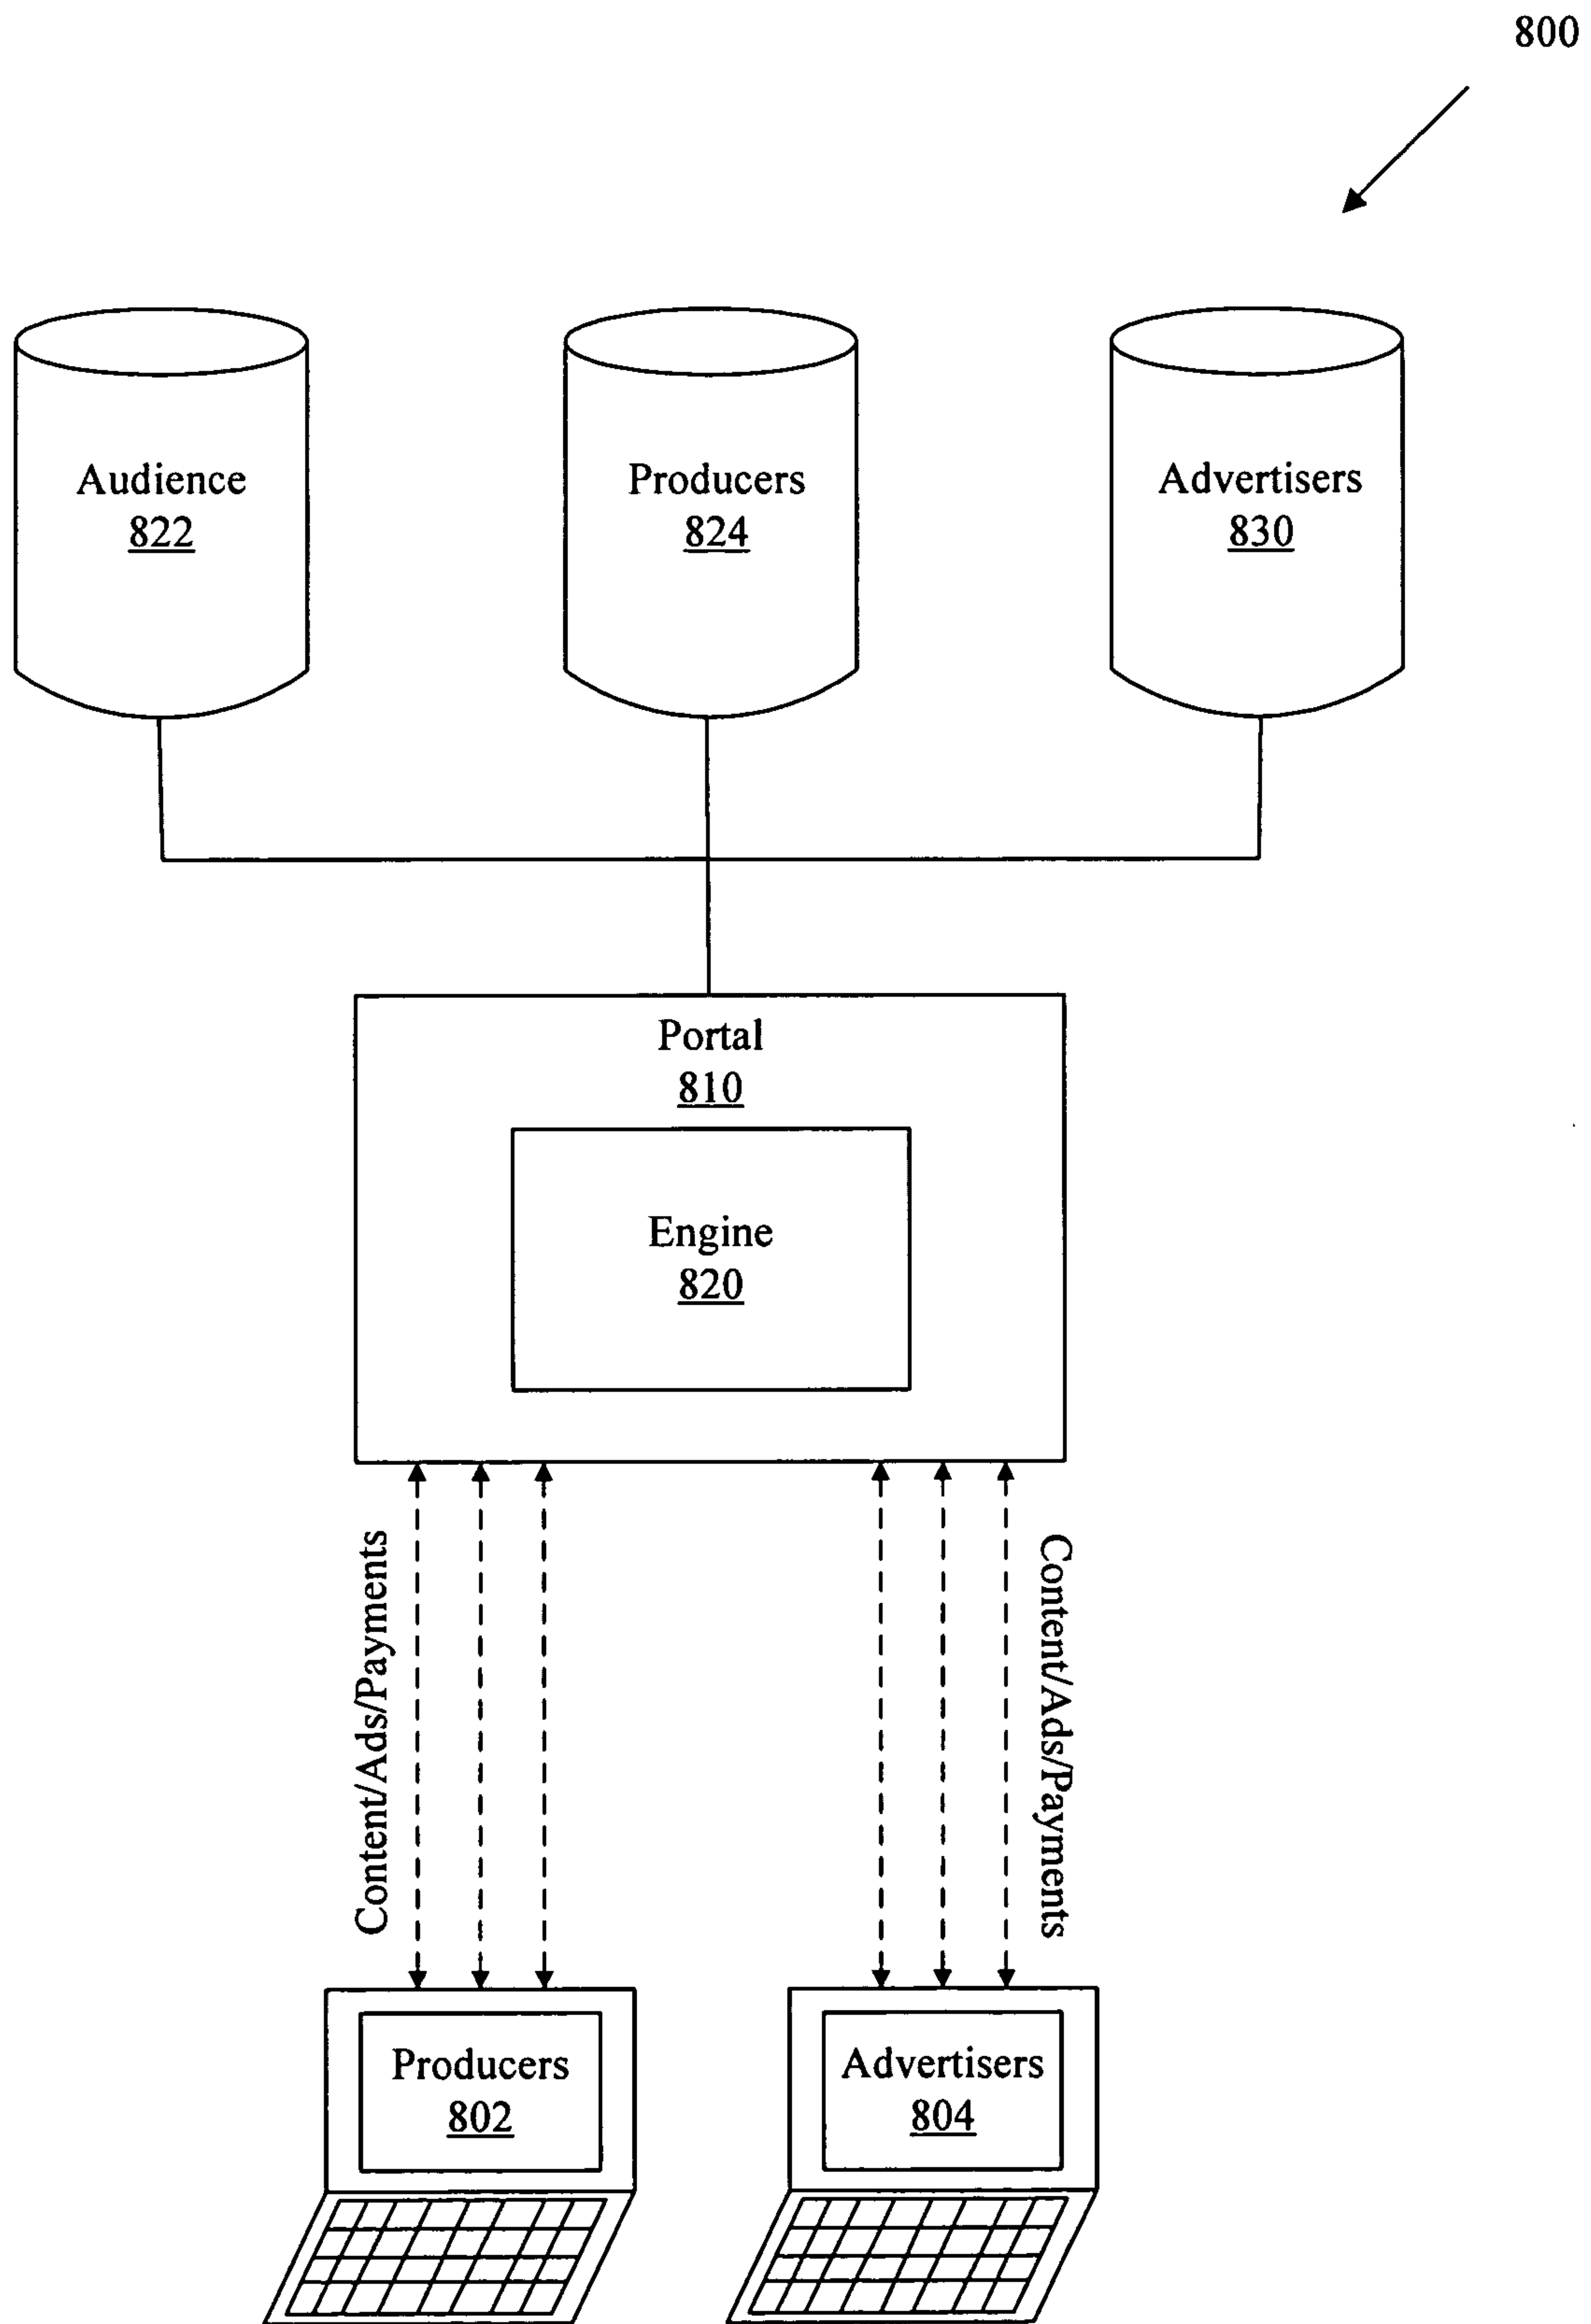 800
Audience
822
Producers
824
Advertisers
830
Portal
810
Engine
820
Content/Ads/Payments
Content/Ads/Payments
Producers
802
Advertisers
804